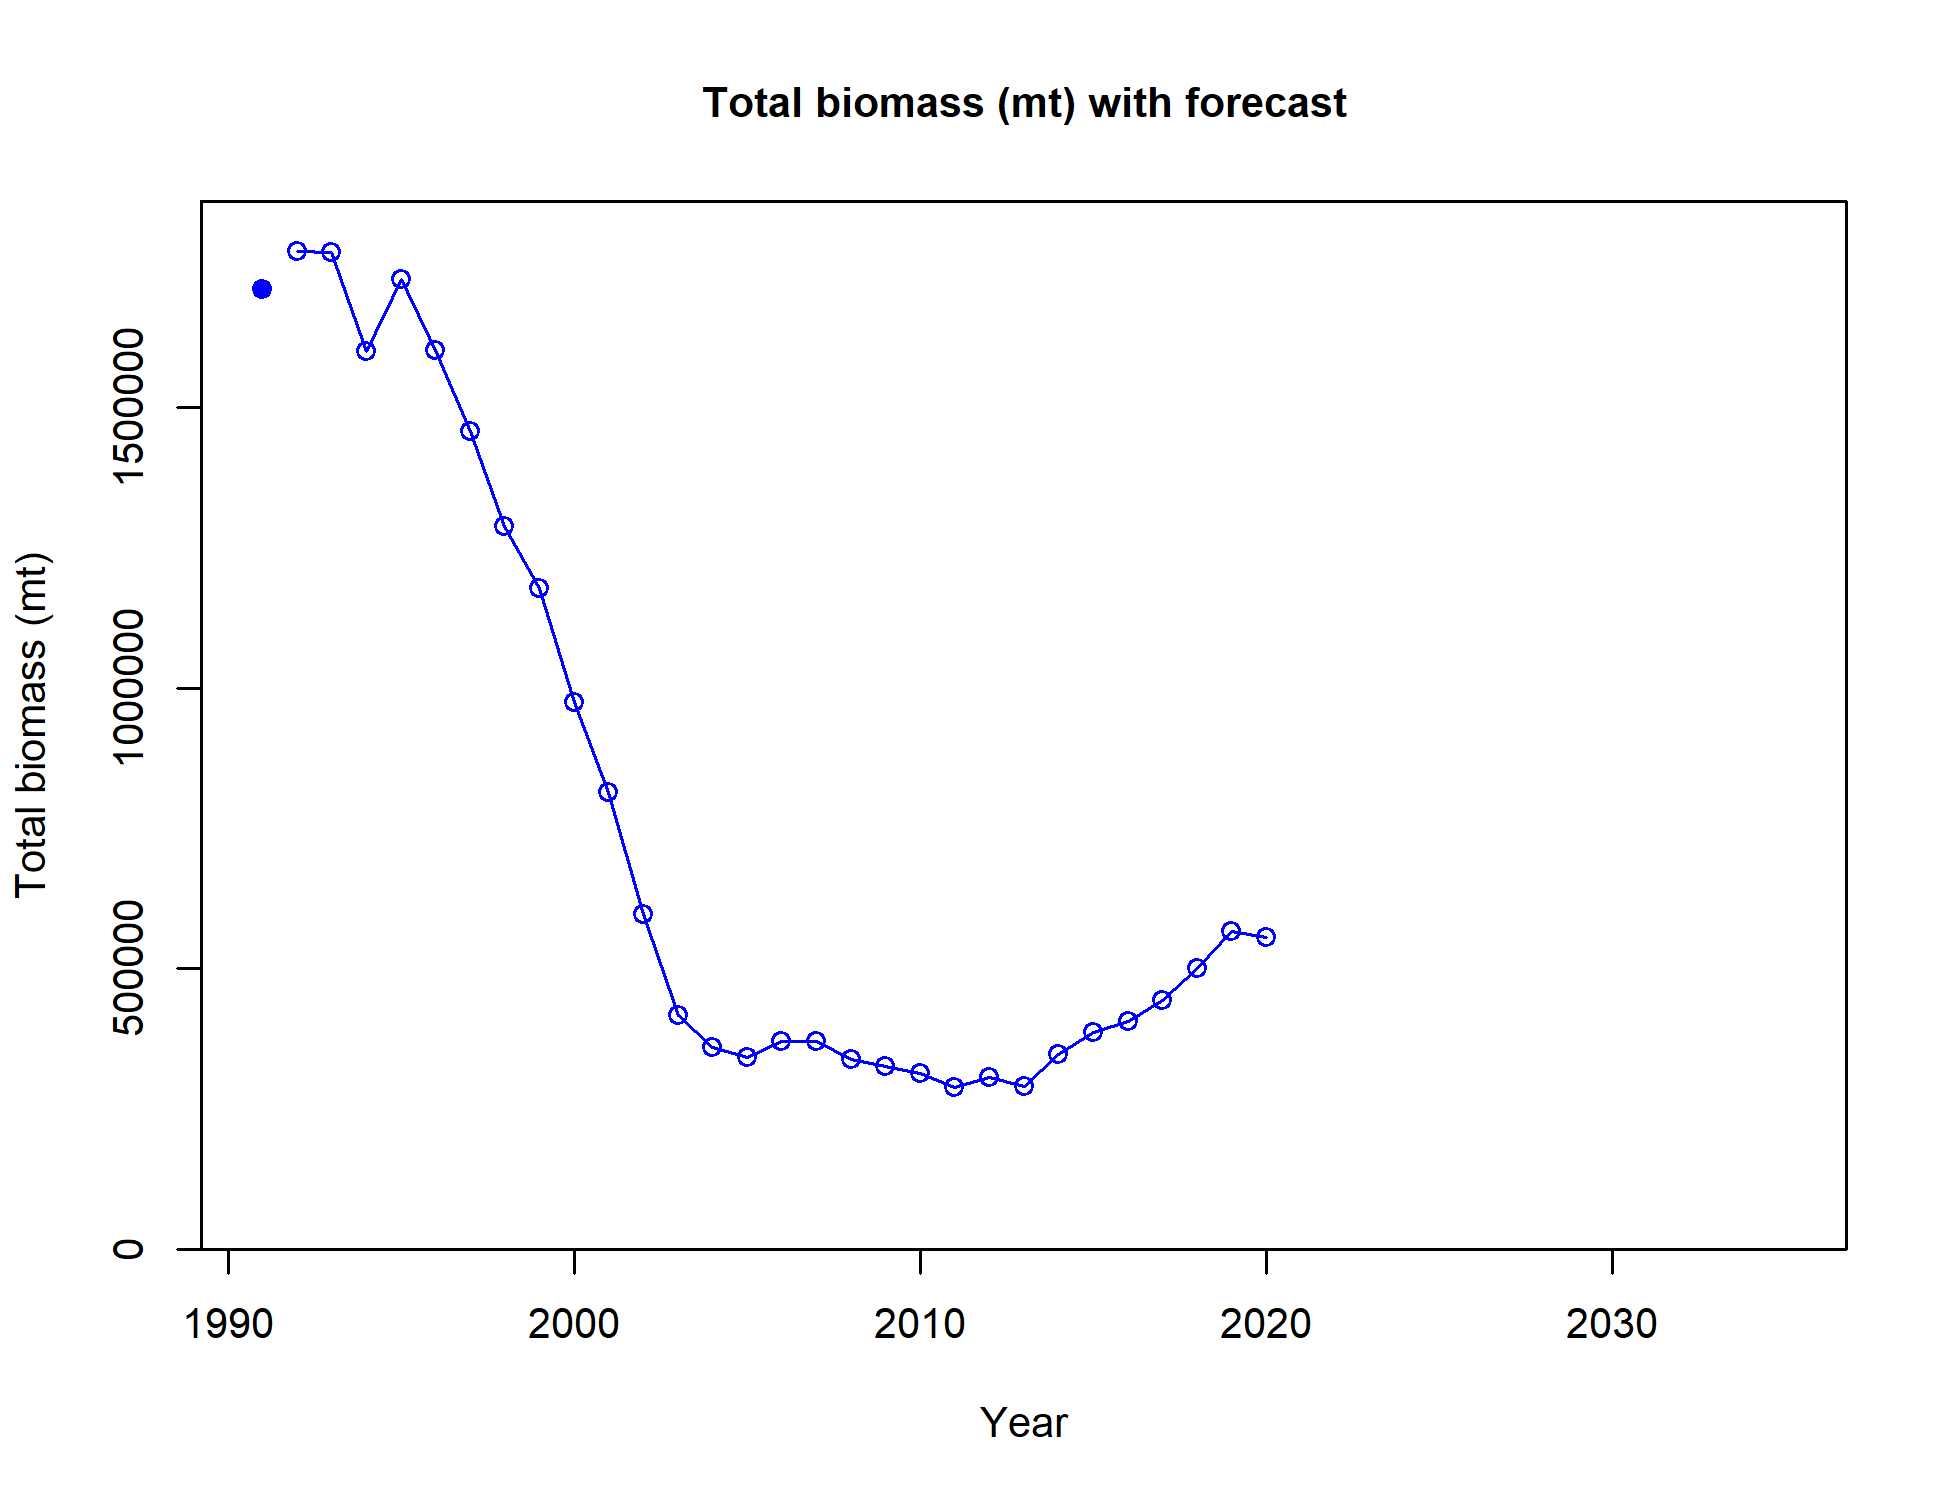 Total biomass (mt) with forecast
Total biomass (mt)
1500000
1000000
500000
0
1990 2000 2010 2020 2030
Year